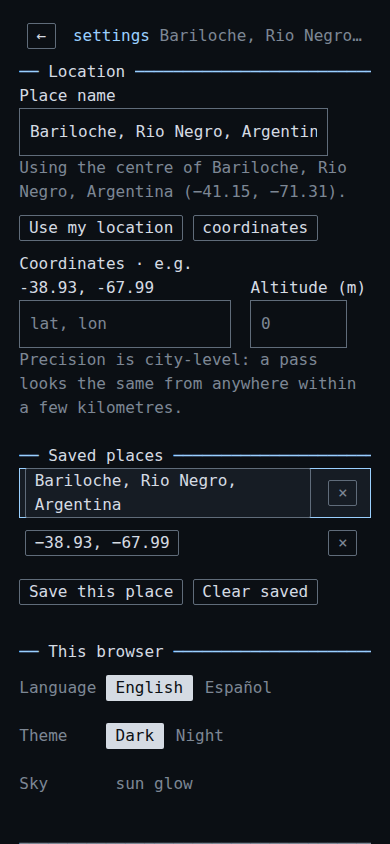 ← settings Bariloche, Rio Negro…
Location
Place name
Bariloche, Rio Negro, Argentin
Using the centre of Bariloche, Rio
Negro, Argentina (−41.15, −71.31).
Use my location coordinates
Coordinates · e.g.
-38.93, -67.99 Altitude (m)
lat, lon 0
Precision is city-level: a pass
looks the same from anywhere within
a few kilometres.
Saved places
Bariloche, Rio Negro,
Argentina ×
−38.93, −67.99 ×
Save this place Clear saved
This browser
Language English Español
Theme Dark Night
Sky sun glow